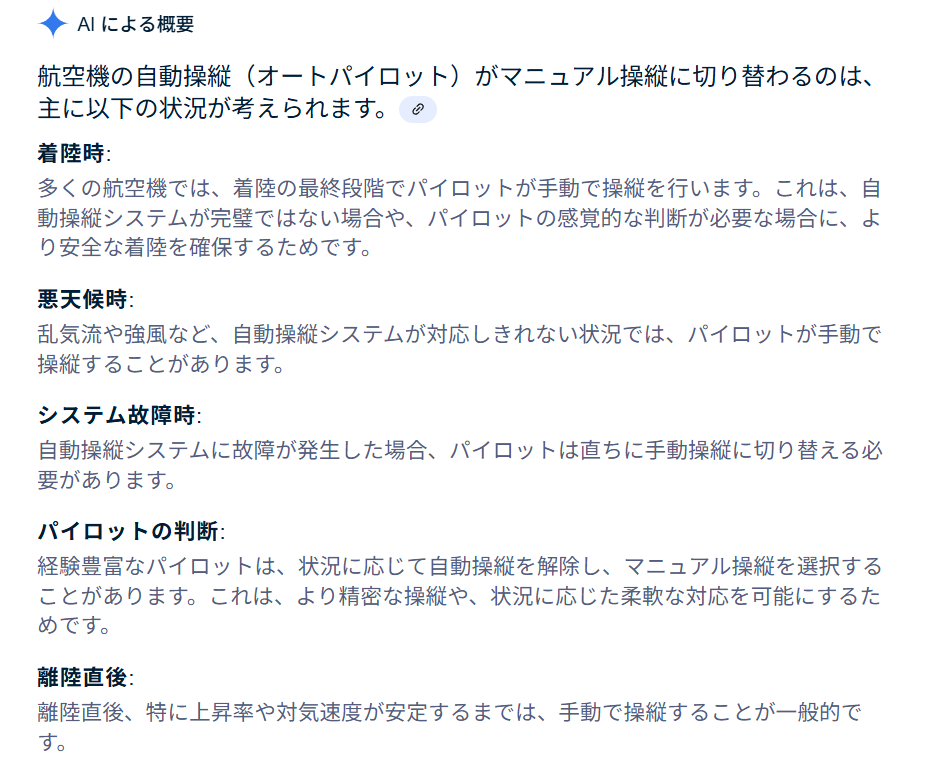 AI による概要
航空機の自動操縦（オートパイロット）がマニュアル操縦に切り替わるのは、
主に以下の状況が考えられます。
着陸時:
多くの航空機では、着陸の最終段階でパイロットが手動で操縦を行います。これは、自
動操縦システムが完璧ではない場合や、パイロットの感覚的な判断が必要な場合に、よ
り安全な着陸を確保するためです。
悪天候時:
乱気流や強風など、自動操縦システムが対応しきれない状況では、パイロットが手動で
操縦することがあります。
システム故障時:
自動操縦システムに故障が発生した場合、パイロットは直ちに手動操縦に切り替える必
要があります。
パイロットの判断:
経験豊富なパイロットは、状況に応じて自動操縦を解除し、マニュアル操縦を選択する
ことがあります。これは、より精密な操縦や、状況に応じた柔軟な対応を可能にするた
めです。
離陸直後:
離陸直後、特に上昇率や対気速度が安定するまでは、手動で操縦することが一般的で
す。